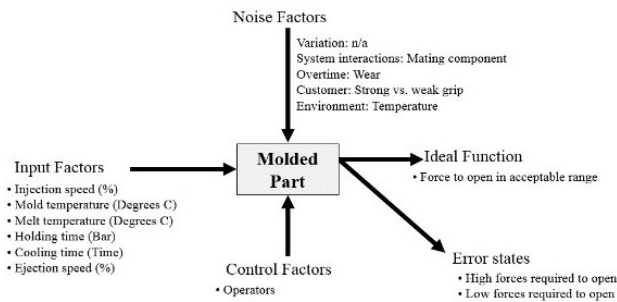 Noise Factors
Variation: n/a
System interactions: Mating component
Overtime: Wear
Customer: Strong vs. weak grip
Environment: Temperature
Input Factors
• Injection speed (%)
• Mold temperature (Degrees C)
• Melt temperature (Degrees C)
• Holding time (Bar)
• Cooling time (Time)
• Ejection speed (%)
Molded
Part
Ideal Function
• Force to open in acceptable range
Control Factors
• Operators
Error states
• High forces required to open
• Low forces required to open